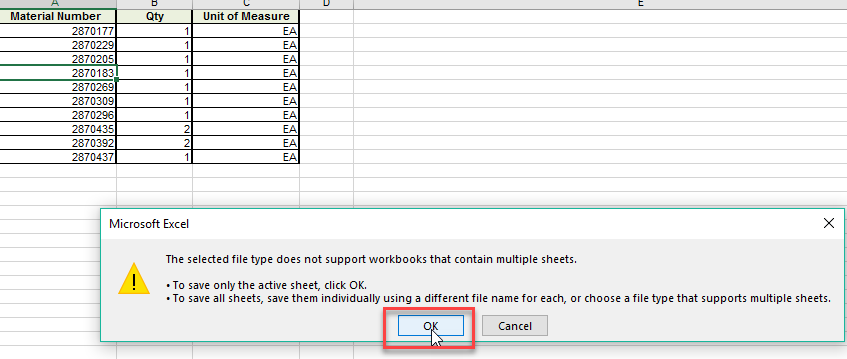 A B C D E
Material Number Qty Unit of Measure
2870177 1 EA
2870229 1 EA
2870205 1 EA
2870183 1 EA
2870269 1 EA
2870309 1 EA
2870296 1 EA
2870435 2 EA
2870392 2 EA
2870437 1 EA
Microsoft Excel
The selected file type does not support workbooks that contain multiple sheets.
• To save only the active sheet, click OK.
• To save all sheets, save them individually using a different file name for each, or choose a file type that supports multiple sheets.
OK Cancel